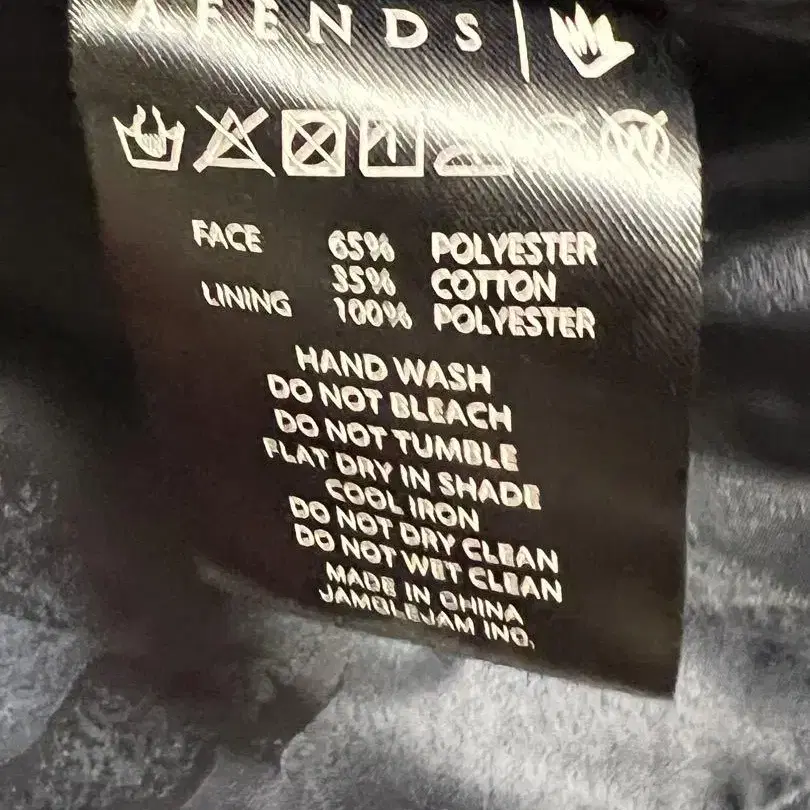 AFENDS
FACE 65% POLYESTER
35% COTTON
LINING 100% POLYESTER
HAND WASH
DO NOT BLEACH
DO NOT TUMBLE
FLAT DRY IN SHADE
COOL IRON
DO NOT DRY CLEAN
DO NOT WET CLEAN
MADE IN CHINA
JAMGLEJAM INC.